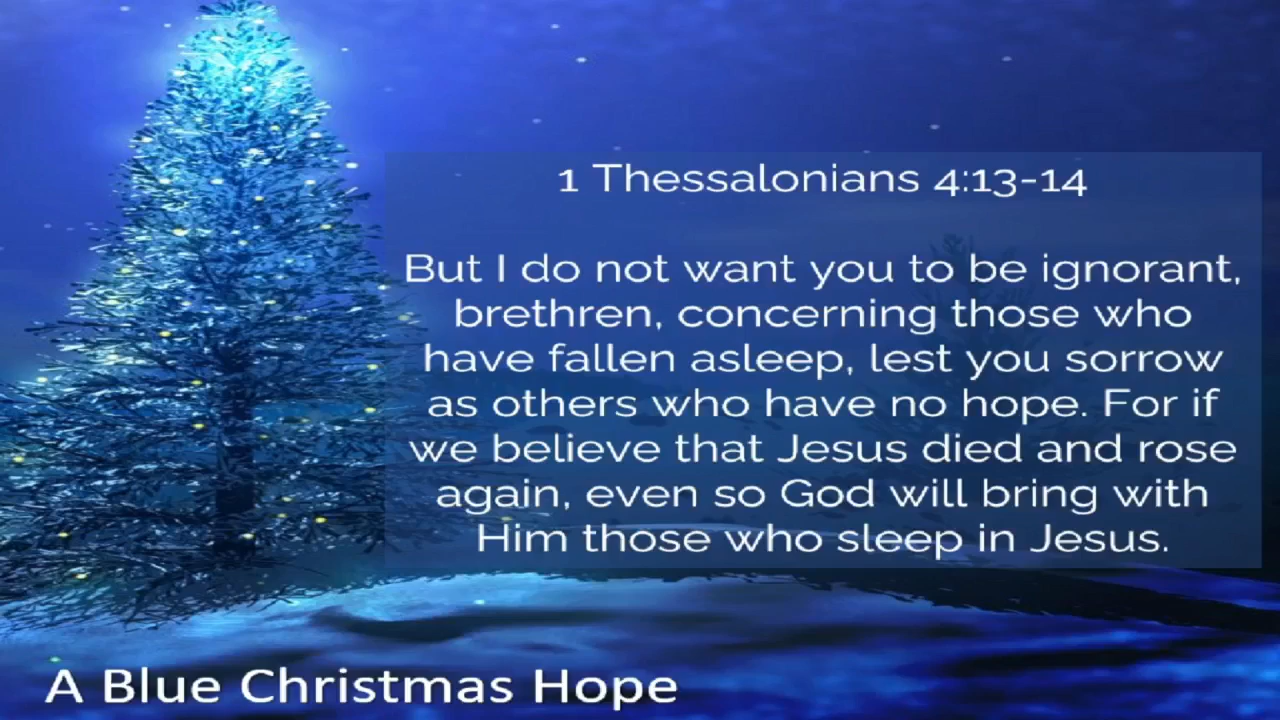 1 Thessalonians 4:13-14
But I do not want you to be ignorant,
brethren, concerning those who
have fallen asleep, lest you sorrow
as others who have no hope. For if
we believe that Jesus died and rose
again, even so God will bring with
Him those who sleep in Jesus.
A Blue Christmas Hope